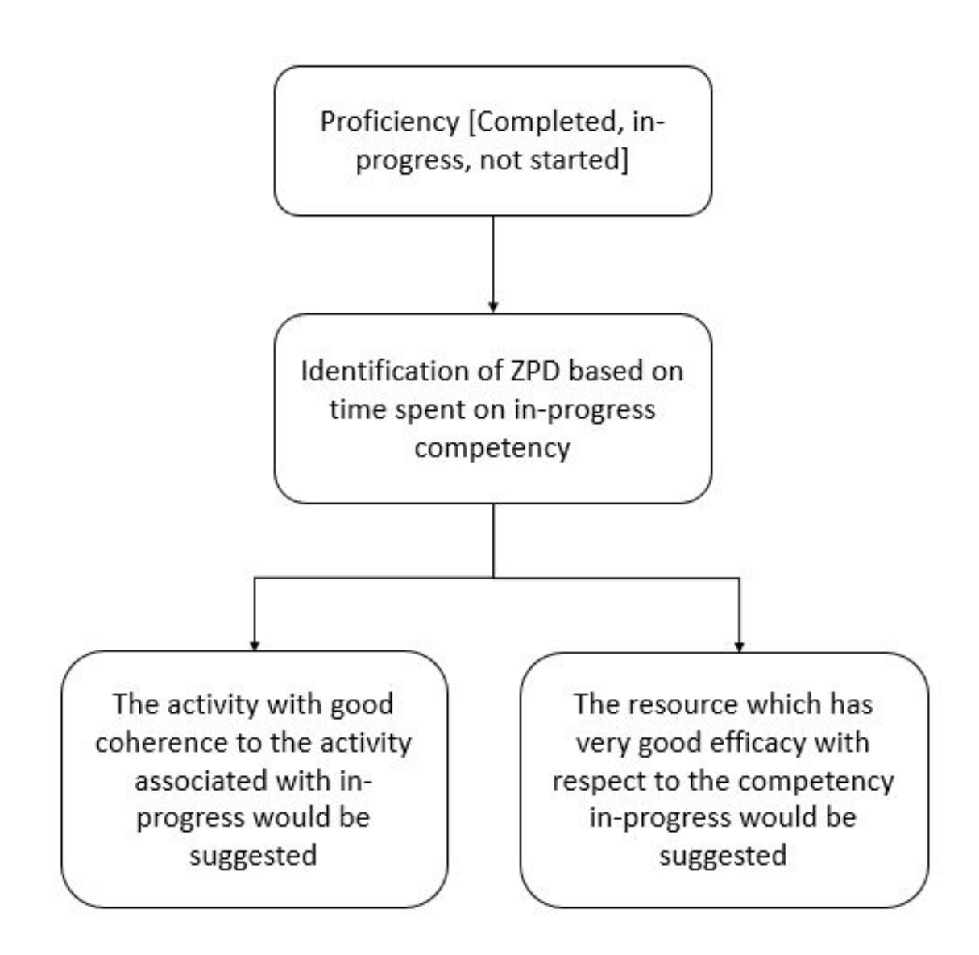 Proficiency [Completed, in-
progress, not started]
Identification of ZPD based on
time spent on in-progress
competency
The activity with good
coherence to the activity
associated with in-
progress would be
suggested
The resource which has
very good efficacy with
respect to the competency
in-progress would be
suggested